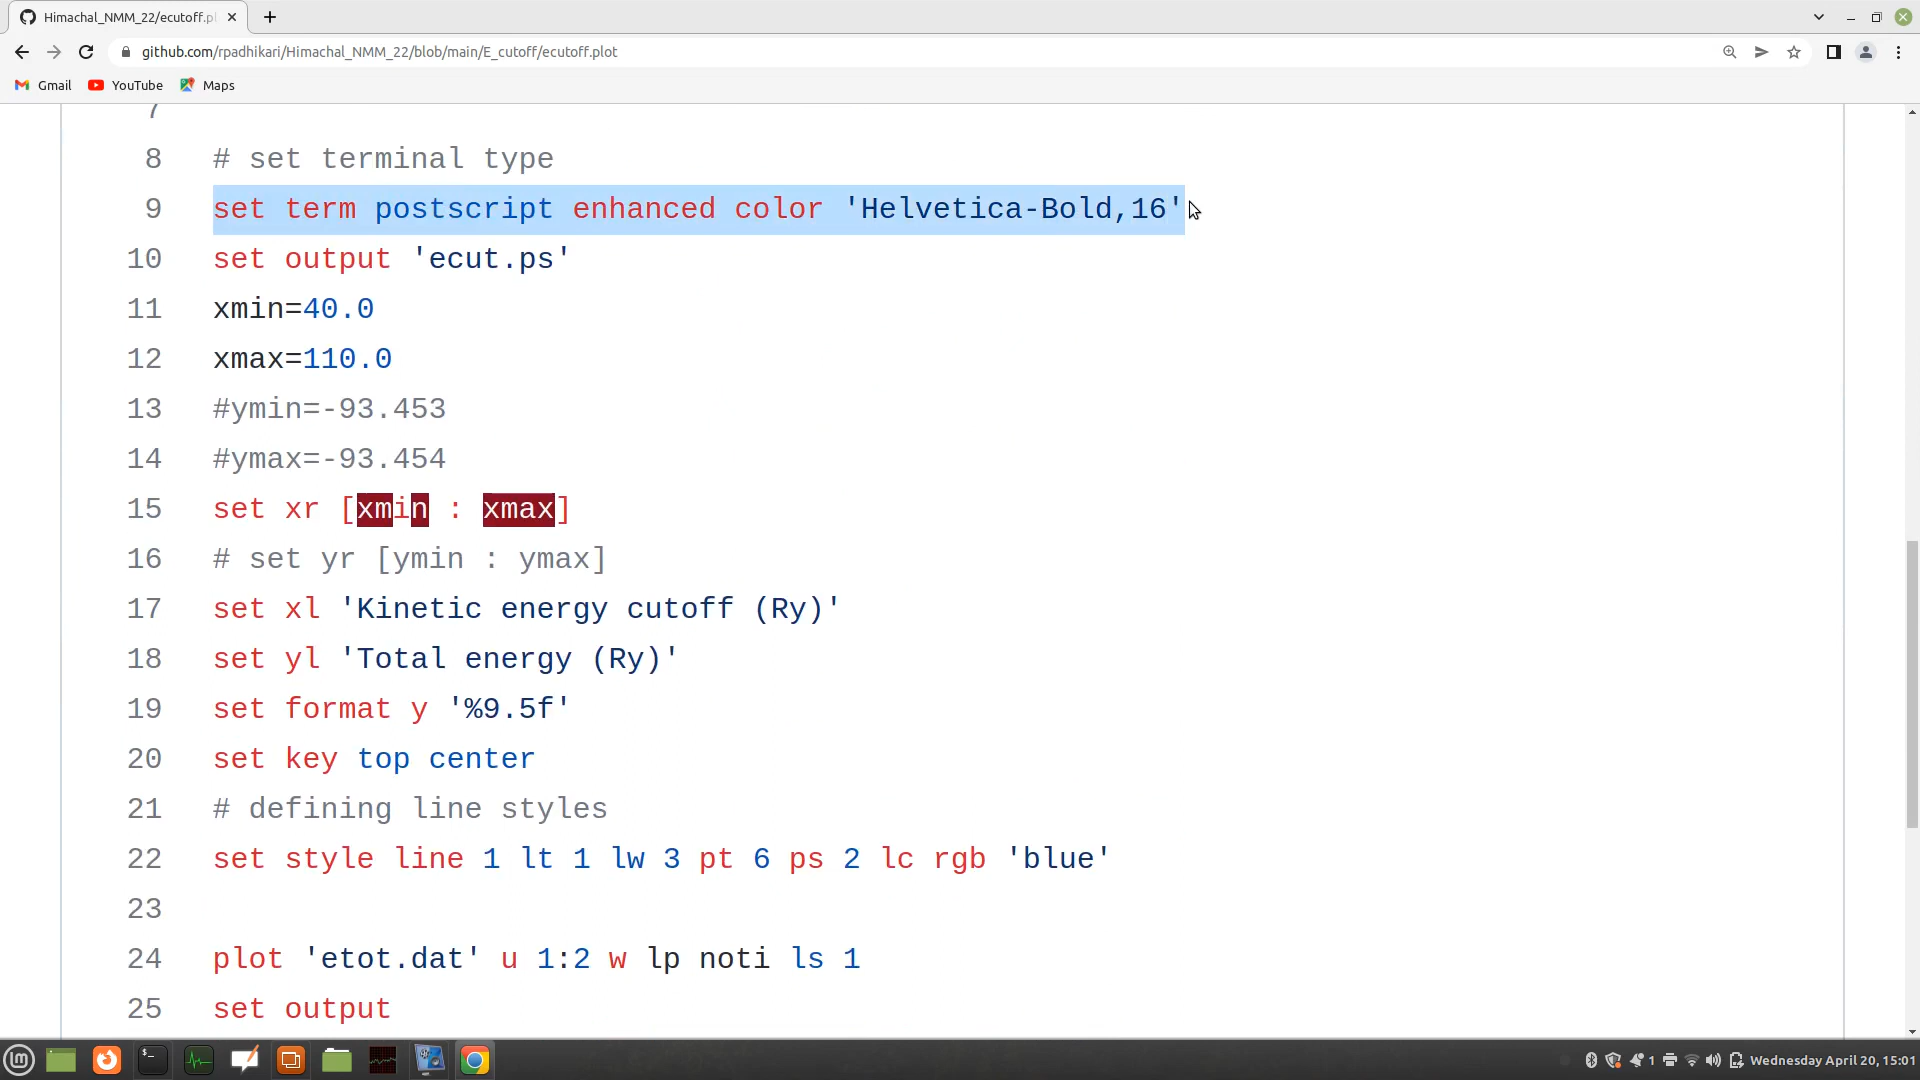 Himachal_NMM_22/ecutoff.pl
github.com/rpadhikari/Himachal_NMM_22/blob/main/E_cutoff/ecutoff.plot
Gmail YouTube Maps
7
8 # set terminal type
9 set term postscript enhanced color 'Helvetica-Bold,16'
10 set output 'ecut.ps'
11 xmin=40.0
12 xmax=110.0
13 #ymin=-93.453
14 #ymax=-93.454
15 set xr [xmin : xmax]
16 # set yr [ymin : ymax]
17 set xl 'Kinetic energy cutoff (Ry)'
18 set yl 'Total energy (Ry)'
19 set format y '%9.5f'
20 set key top center
21 # defining line styles
22 set style line 1 lt 1 lw 3 pt 6 ps 2 lc rgb 'blue'
23
24 plot 'etot.dat' u 1:2 w lp noti ls 1
25 set output
1 Wednesday April 20, 15:01